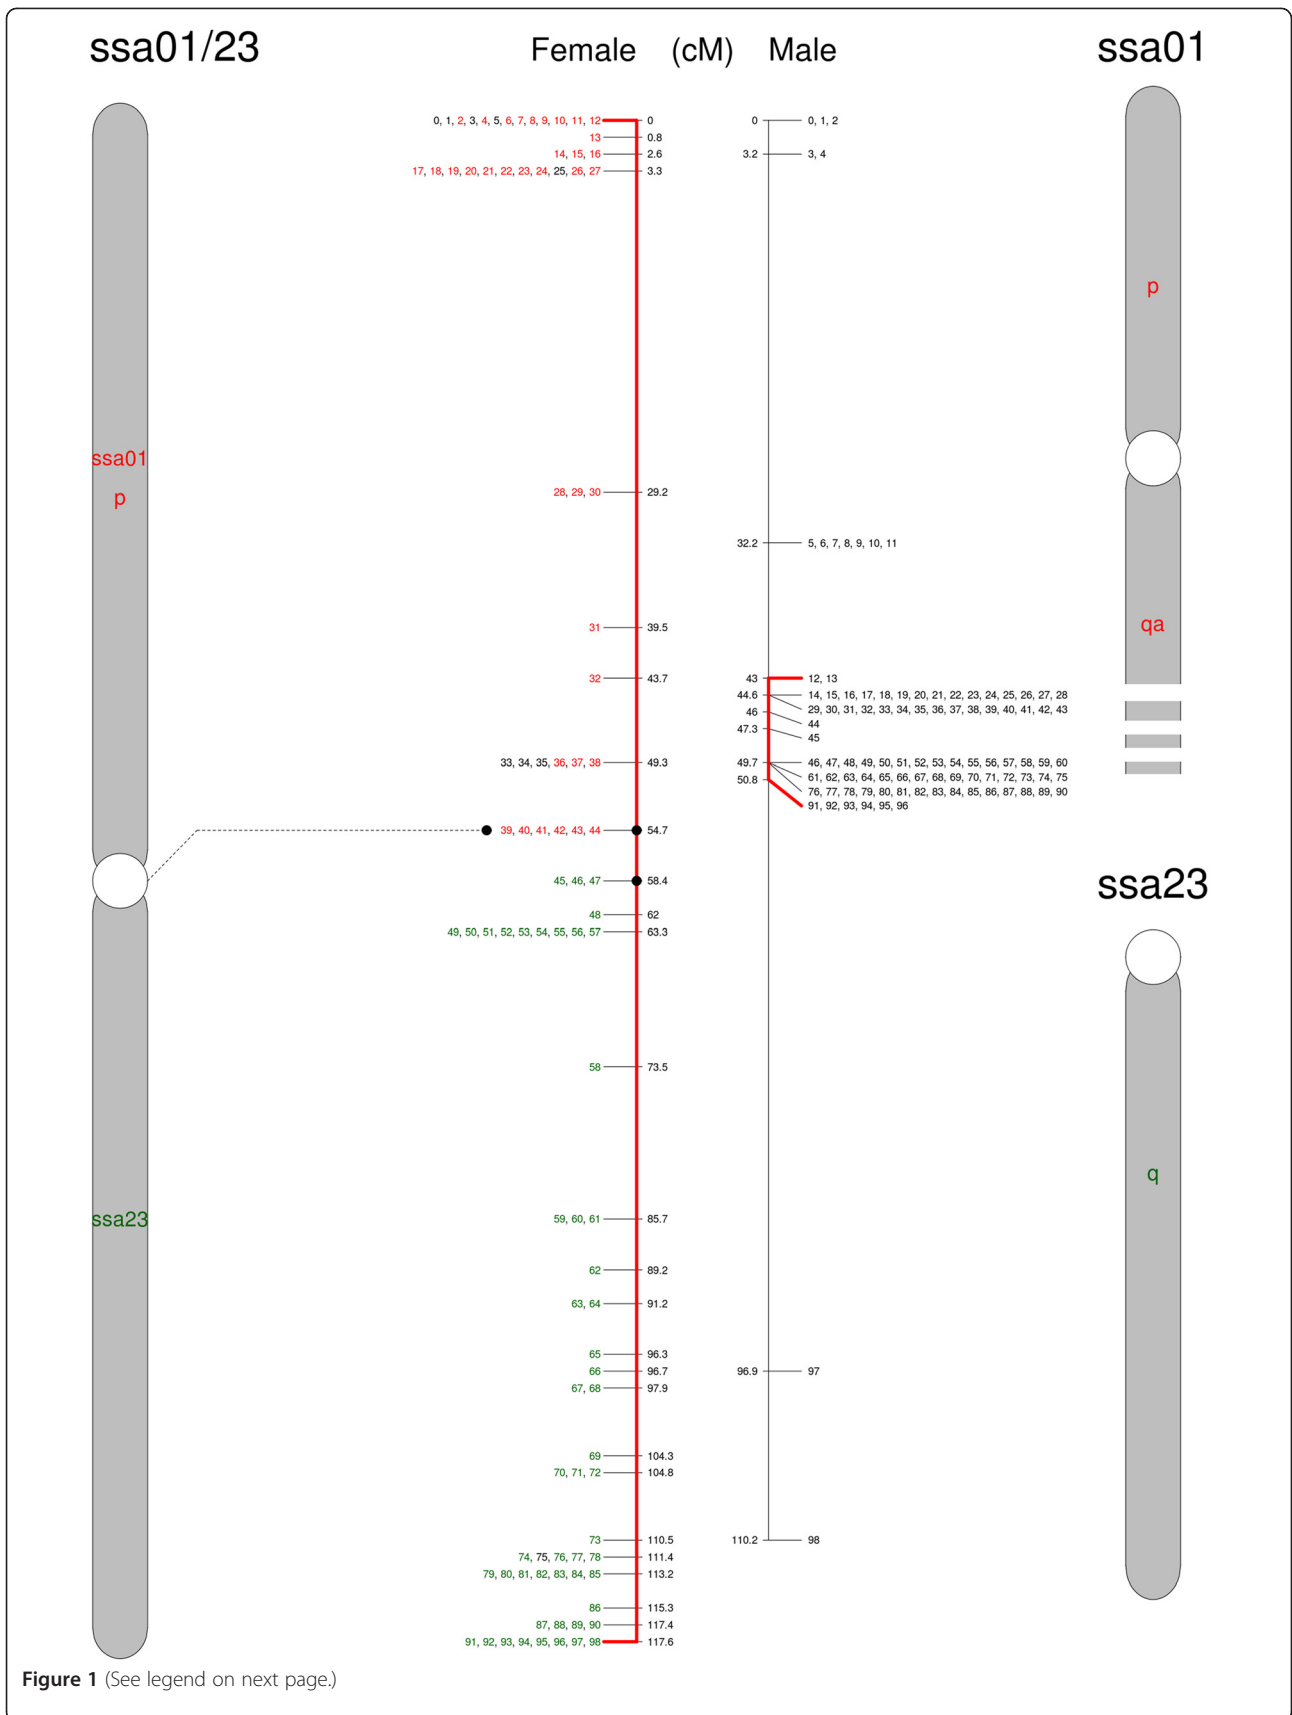 ssa01/23
Female (cM) Male
ssa01
0, 1, 2, 3, 4, 5, 6, 7, 8, 9, 10, 11, 12 0 0 0, 1, 2
13 0.8
14, 15, 16 2.6 3.2 3, 4
17, 18, 19, 20, 21, 22, 23, 24, 25, 26, 27 3.3
p
ssa01
p
28, 29, 30 29.2
32.2 5, 6, 7, 8, 9, 10, 11
31 39.5
qa
32 43.7 43 12, 13
44.6 14, 15, 16, 17, 18, 19, 20, 21, 22, 23, 24, 25, 26, 27, 28
29, 30, 31, 32, 33, 34, 35, 36, 37, 38, 39, 40, 41, 42, 43
46 44
47.3 45
33, 34, 35, 36, 37, 38 49.3 49.7 46, 47, 48, 49, 50, 51, 52, 53, 54, 55, 56, 57, 58, 59, 60
61, 62, 63, 64, 65, 66, 67, 68, 69, 70, 71, 72, 73, 74, 75
50.8 76, 77, 78, 79, 80, 81, 82, 83, 84, 85, 86, 87, 88, 89, 90
91, 92, 93, 94, 95, 96
39, 40, 41, 42, 43, 44 54.7
45, 46, 47 58.4
ssa23
48 62
49, 50, 51, 52, 53, 54, 55, 56, 57 63.3
58 73.5
q
ssa23
59, 60, 61 85.7
62 89.2
63, 64 91.2
65 96.3
66 96.7 96.9 97
67, 68 97.9
69 104.3
70, 71, 72 104.8
73 110.5 110.2 98
74, 75, 76, 77, 78 111.4
79, 80, 81, 82, 83, 84, 85 113.2
86 115.3
87, 88, 89, 90 117.4
91, 92, 93, 94, 95, 96, 97, 98 117.6
Figure 1 (See legend on next page.)